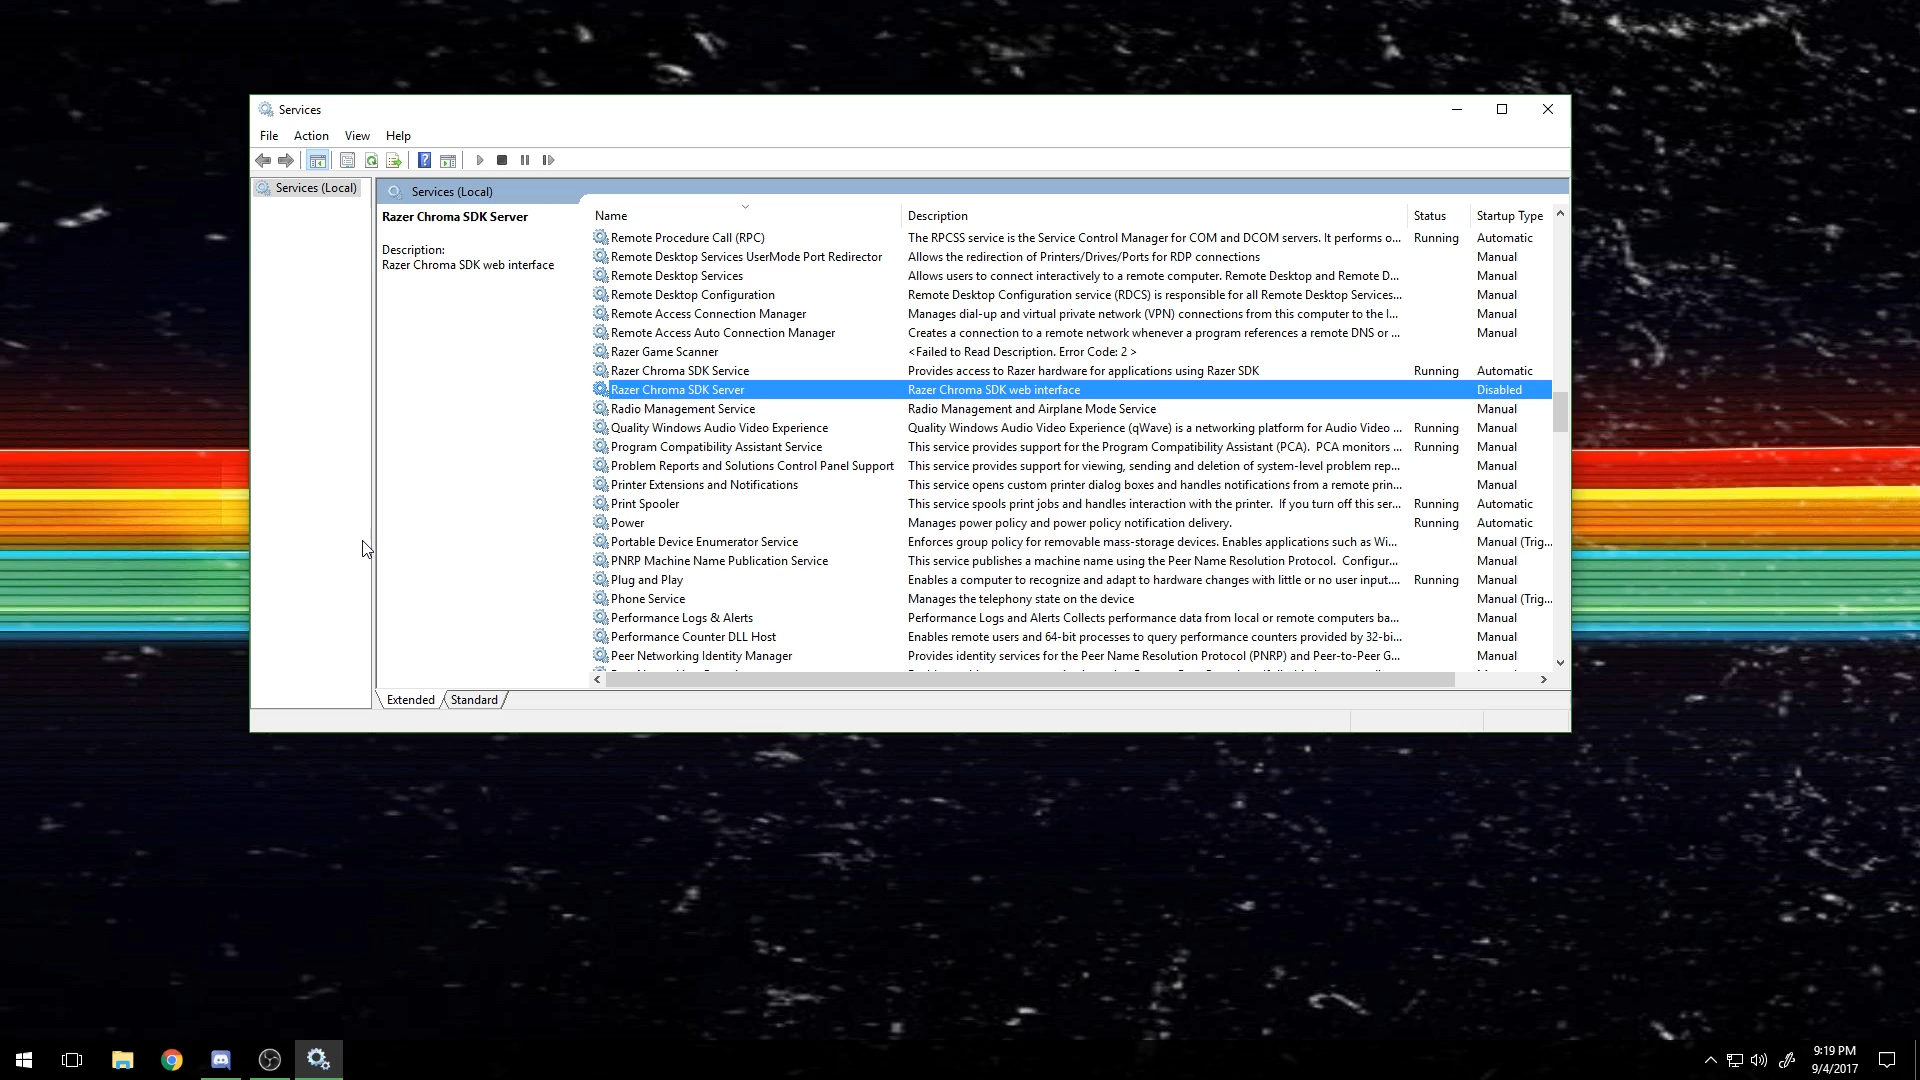 Services
File Action View Help
Services (Local)
Services (Local)
Razer Chroma SDK Server
Description:
Razer Chroma SDK web interface
Name Description Status Startup Type
Remote Procedure Call (RPC) The RPCSS service is the Service Control Manager for COM and DCOM servers. It performs o... Running Automatic
Remote Desktop Services UserMode Port Redirector Allows the redirection of Printers/Drives/Ports for RDP connections Manual
Remote Desktop Services Allows users to connect interactively to a remote computer. Remote Desktop and Remote D... Manual
Remote Desktop Configuration Remote Desktop Configuration service (RDCS) is responsible for all Remote Desktop Services... Manual
Remote Access Connection Manager Manages dial-up and virtual private network (VPN) connections from this computer to the I... Manual
Remote Access Auto Connection Manager Creates a connection to a remote network whenever a program references a remote DNS or ... Manual
Razer Game Scanner <Failed to Read Description. Error Code: 2 >
Razer Chroma SDK Service Provides access to Razer hardware for applications using Razer SDK Running Automatic
Razer Chroma SDK Server Razer Chroma SDK web interface Disabled
Radio Management Service Radio Management and Airplane Mode Service Manual
Quality Windows Audio Video Experience Quality Windows Audio Video Experience (qWave) is a networking platform for Audio Video ... Running Manual
Program Compatibility Assistant Service This service provides support for the Program Compatibility Assistant (PCA). PCA monitors ... Running Manual
Problem Reports and Solutions Control Panel Support This service provides support for viewing, sending and deletion of system-level problem rep... Manual
Printer Extensions and Notifications This service opens custom printer dialog boxes and handles notifications from a remote prin... Manual
Print Spooler This service spools print jobs and handles interaction with the printer. If you turn off this ser... Running Automatic
Power Manages power policy and power policy notification delivery. Running Automatic
Portable Device Enumerator Service Enforces group policy for removable mass-storage devices. Enables applications such as Wi... Manual (Trig...
PNRP Machine Name Publication Service This service publishes a machine name using the Peer Name Resolution Protocol. Configur... Manual
Plug and Play Enables a computer to recognize and adapt to hardware changes with little or no user input.... Running Manual
Phone Service Manages the telephony state on the device Manual (Trig...
Performance Logs & Alerts Performance Logs and Alerts Collects performance data from local or remote computers ba... Manual
Performance Counter DLL Host Enables remote users and 64-bit processes to query performance counters provided by 32-bi... Manual
Peer Networking Identity Manager Provides identity services for the Peer Name Resolution Protocol (PNRP) and Peer-to-Peer G... Manual
Extended Standard
9:19 PM
9/4/2017